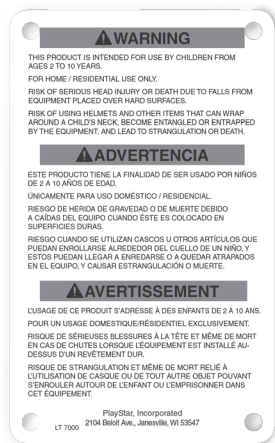 WARNING
THIS PRODUCT IS INTENDED FOR USE BY CHILDREN FROM
AGES 2 TO 10 YEARS.
FOR HOME / RESIDENTIAL USE ONLY.
RISK OF SERIOUS HEAD INJURY OR DEATH DUE TO FALLS FROM
EQUIPMENT PLACED OVER HARD SURFACES.
RISK OF USING HELMETS AND OTHER ITEMS THAT CAN WRAP
AROUND A CHILD'S NECK, BECOME ENTANGLED OR ENTRAPPED
BY THE EQUIPMENT, AND LEAD TO STRANGULATION OR DEATH.
ADVERTENCIA
ESTE PRODUCTO TIENE LA FINALIDAD DE SER USADO POR NIÑOS
DE 2 A 10 AÑOS DE EDAD.
ÚNICAMENTE PARA USO DOMÉSTICO / RESIDENCIAL.
RIESGO DE HERIDA DE GRAVEDAD O DE MUERTE DEBIDO
A CAÍDAS DEL EQUIPO CUANDO ÉSTE ES COLOCADO EN
SUPERFICIES DURAS.
RIESGO CUANDO SE UTILIZAN CASCOS U OTROS ARTÍCULOS QUE
PUEDAN ENROLLARSE ALREDEDOR DEL CUELLO DE UN NIÑO, Y
ESTOS PUEDAN LLEGAR A ENREDARSE O A QUEDAR ATRAPADOS
EN EL EQUIPO, Y CAUSAR ESTRANGULACIÓN O MUERTE.
AVERTISSEMENT
L'USAGE DE CE PRODUIT S'ADRESSE À DES ENFANTS DE 2 À 10 ANS.
POUR UN USAGE DOMESTIQUE/RÉSIDENTIEL EXCLUSIVEMENT.
RISQUE DE SÉRIEUSES BLESSURES À LA TÊTE ET MÊME DE MORT
EN CAS DE CHUTES LORSQUE L'ÉQUIPEMENT EST INSTALLÉ AU-
DESSUS D'UN REVÊTEMENT DUR.
RISQUE DE STRANGULATION ET MÊME DE MORT RELIÉ À
L'UTILISATION DE CASQUE OU DE TOUT AUTRE OBJET POUVANT
S'ENROULER AUTOUR DE L'ENFANT OU L'EMPRISONNER DANS
CET ÉQUIPEMENT.
PlayStar, Incorporated
LT 7000 2104 Beloit Ave., Janesville, WI 53547